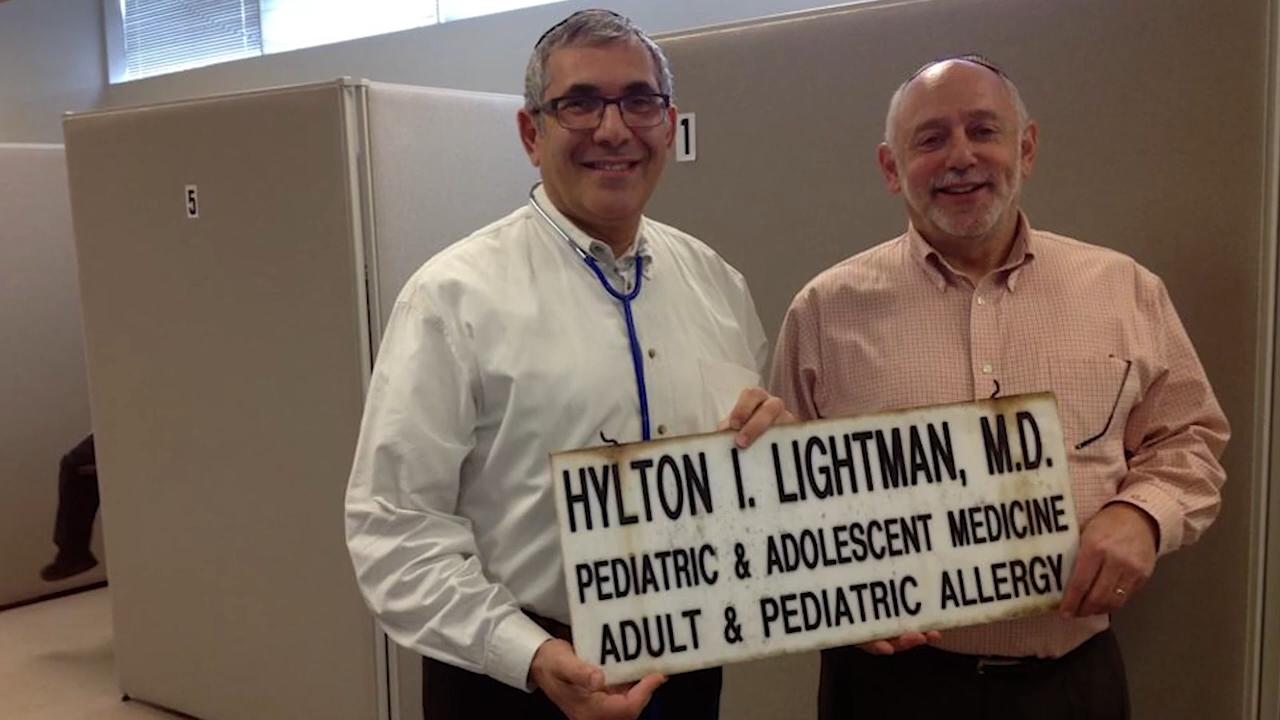 5
1
HYLTON I. LIGHTMAN, M.D.
PEDIATRIC & ADOLESCENT MEDICINE
ADULT & PEDIATRIC ALLERGY